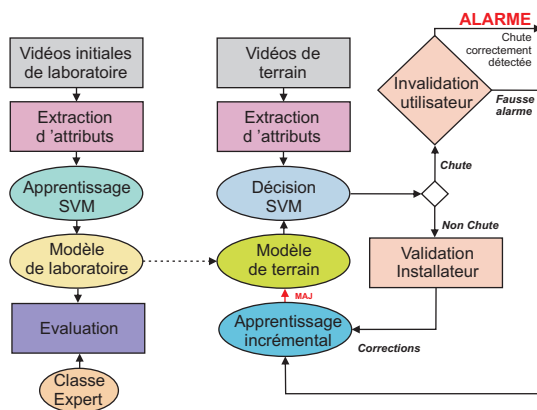 Vidéos initiales
de laboratoire
Extraction
d 'attributs
Apprentissage
SVM
Modèle
de laboratoire
Evaluation
Classe
Expert
Vidéos de
terrain
Extraction
d 'attributs
Décision
SVM
Modèle
de terrain
MAJ
Apprentissage
incrémental
ALARME
Chute
correctement
détectée
Invalidation
utilisateur
Fausse
alarme
Chute
Non Chute
Validation
Installateur
Corrections